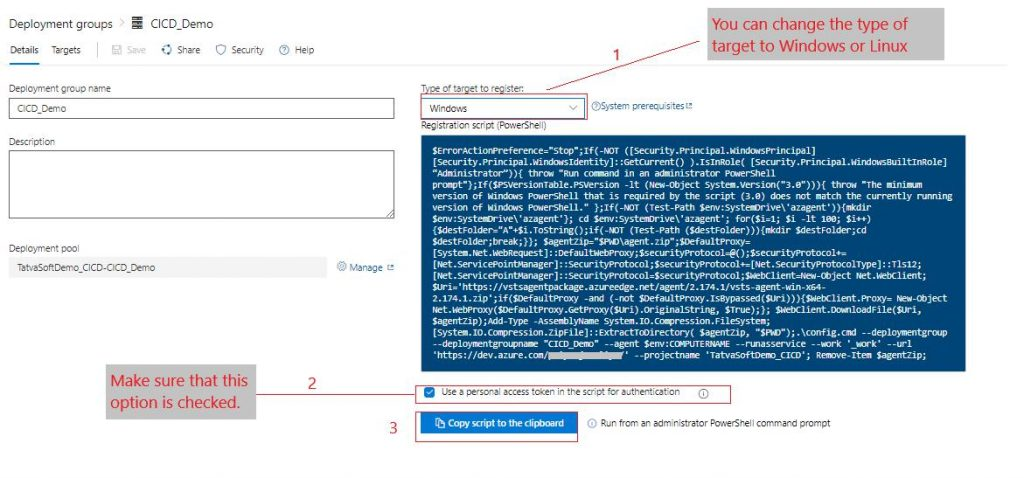 Deployment groups > CICD_Demo
You can change the type of
target to Windows or Linux
Details Targets Save Share Security Help
1
Deployment group name
CICD_Demo
Type of target to register:
Windows
System prerequisites
Description
Registration script (PowerShell)
$ErrorActionPreference="Stop";If(-NOT ([Security.Principal.WindowsPrincipal]
[Security.Principal.WindowsIdentity]::GetCurrent() ).IsInRole( [Security.Principal.WindowsBuiltInRole]
"Administrator")){ throw "Run command in an administrator PowerShell
prompt"};If($PSVersionTable.PSVersion -lt (New-Object System.Version("3.0"))){ throw "The minimum
version of Windows PowerShell that is required by the script (3.0) does not match the currently running
version of Windows PowerShell." };If(-NOT (Test-Path $env:SystemDrive\'azagent')){mkdir
$env:SystemDrive\'azagent'}; cd $env:SystemDrive\'azagent'; for($i=1; $i -lt 100; $i++)
{$destFolder="A"+$i.ToString();if(-NOT (Test-Path ($destFolder))){mkdir $destFolder;cd
$destFolder;break;}}; $agentZip="$PWD\agent.zip";$DefaultProxy=
[System.Net.WebRequest]::DefaultWebProxy;$securityProtocol=@();$securityProtocol+=
[Net.ServicePointManager]::SecurityProtocol;$securityProtocol+=[Net.SecurityProtocolType]::Tls12;
[Net.ServicePointManager]::SecurityProtocol=$securityProtocol;$WebClient=New-Object Net.WebClient;
$Uri='https://vstsagentpackage.azureedge.net/agent/2.174.1/vsts-agent-win-x64-
2.174.1.zip';if($DefaultProxy -and (-not $DefaultProxy.IsBypassed($Uri))){$WebClient.Proxy= New-Object
Net.WebProxy($DefaultProxy.GetProxy($Uri).OriginalString, $True);}; $WebClient.DownloadFile($Uri,
$agentZip);Add-Type -AssemblyName System.IO.Compression.FileSystem;
[System.IO.Compression.ZipFile]::ExtractToDirectory( $agentZip, "$PWD");.\config.cmd --deploymentgroup
--deploymentgroupname "CICD_Demo" --agent $env:COMPUTERNAME --runasservice --work '_work' --url
'https://dev.azure.com/ /' --projectname 'TatvaSoftDemo_CICD'; Remove-Item $agentZip;
Deployment pool
TatvaSoftDemo_CICD-CICD_Demo
Manage
Make sure that this
option is checked.
2
Use a personal access token in the script for authentication
3
Copy script to the clipboard
Run from an administrator PowerShell command prompt